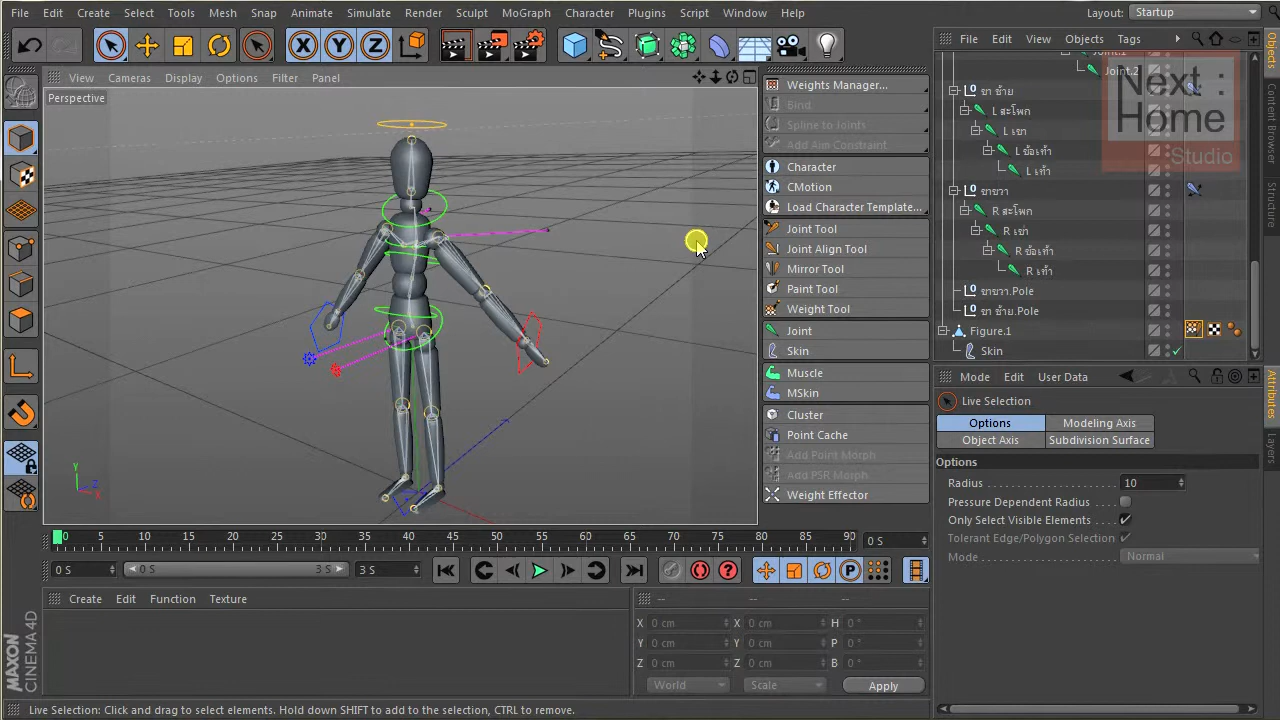 File Edit Create Select Tools Mesh Snap Animate Simulate Render Sculpt MoGraph Character Plugins Script Window Help Layout: Startup
X Y Z
File Edit View Objects Tags
View Cameras Display Options Filter Panel
Perspective
Weights Manager...
Bind
Spline to Joints
Add Aim Constraint
Character
CMotion
Load Character Template...
Joint Tool
Joint Align Tool
Mirror Tool
Paint Tool
Weight Tool
Joint
Skin
Muscle
MSkin
Cluster
Point Cache
Add Point Morph
Add PSR Morph
Weight Effector
Joint.1
Joint.2
ขา ซ้าย
L สะโพก
L เขา
L ข้อเท้า
L เท้า
ขาขวา
R สะโพก
R เข่า
R ข้อเท้า
R เท้า
ขาขวา.Pole
ขา ซ้าย.Pole
Figure.1
Skin
Next :
Home
Studio
Objects
Content Browser
Structure
Mode Edit User Data
Live Selection
Options Modeling Axis
Object Axis Subdivision Surface
Options
Radius 10
Pressure Dependent Radius
Only Select Visible Elements
Tolerant Edge/Polygon Selection
Mode Normal
Attributes
Layers
Y Z X
0 5 10 15 20 25 30 35 40 45 50 55 60 65 70 75 80 85 90 0 S
0 S 0 S 3 S 3 S
Create Edit Function Texture
-- -- --
X 0 cm X 0 cm H 0 °
Y 0 cm Y 0 cm P 0 °
Z 0 cm Z 0 cm B 0 °
World Scale Apply
MAXON
CINEMA 4D
Live Selection: Click and drag to select elements. Hold down SHIFT to add to the selection, CTRL to remove.